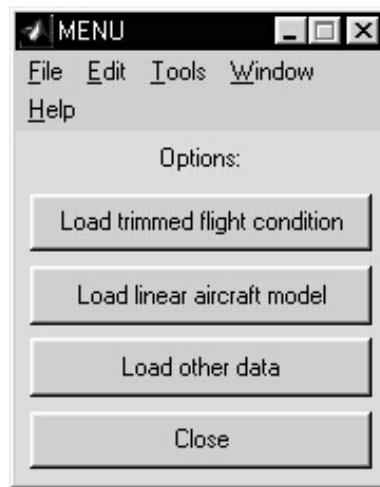 MENU
File Edit Tools Window
Help
Options:
Load trimmed flight condition
Load linear aircraft model
Load other data
Close